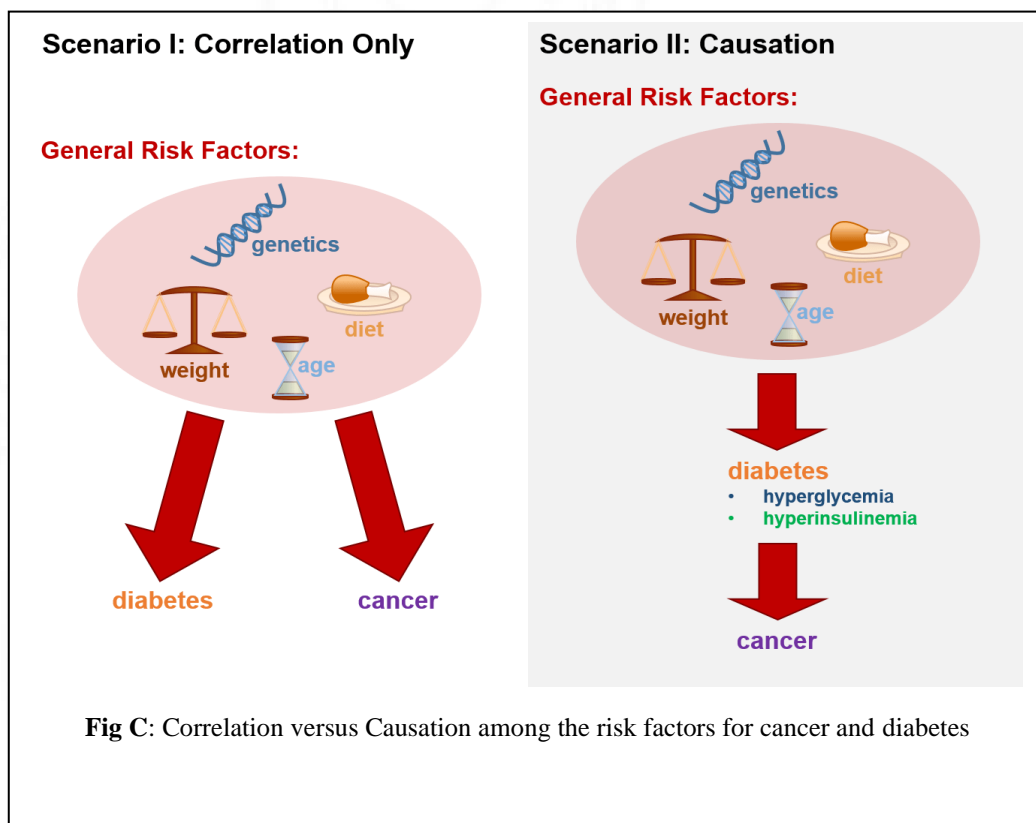 Scenario I: Correlation Only
General Risk Factors:
genetics
diet
weight
age
diabetes
cancer
Scenario II: Causation
General Risk Factors:
genetics
diet
age
weight
diabetes
• hyperglycemia
• hyperinsulinemia
cancer
Fig C: Correlation versus Causation among the risk factors for cancer and diabetes